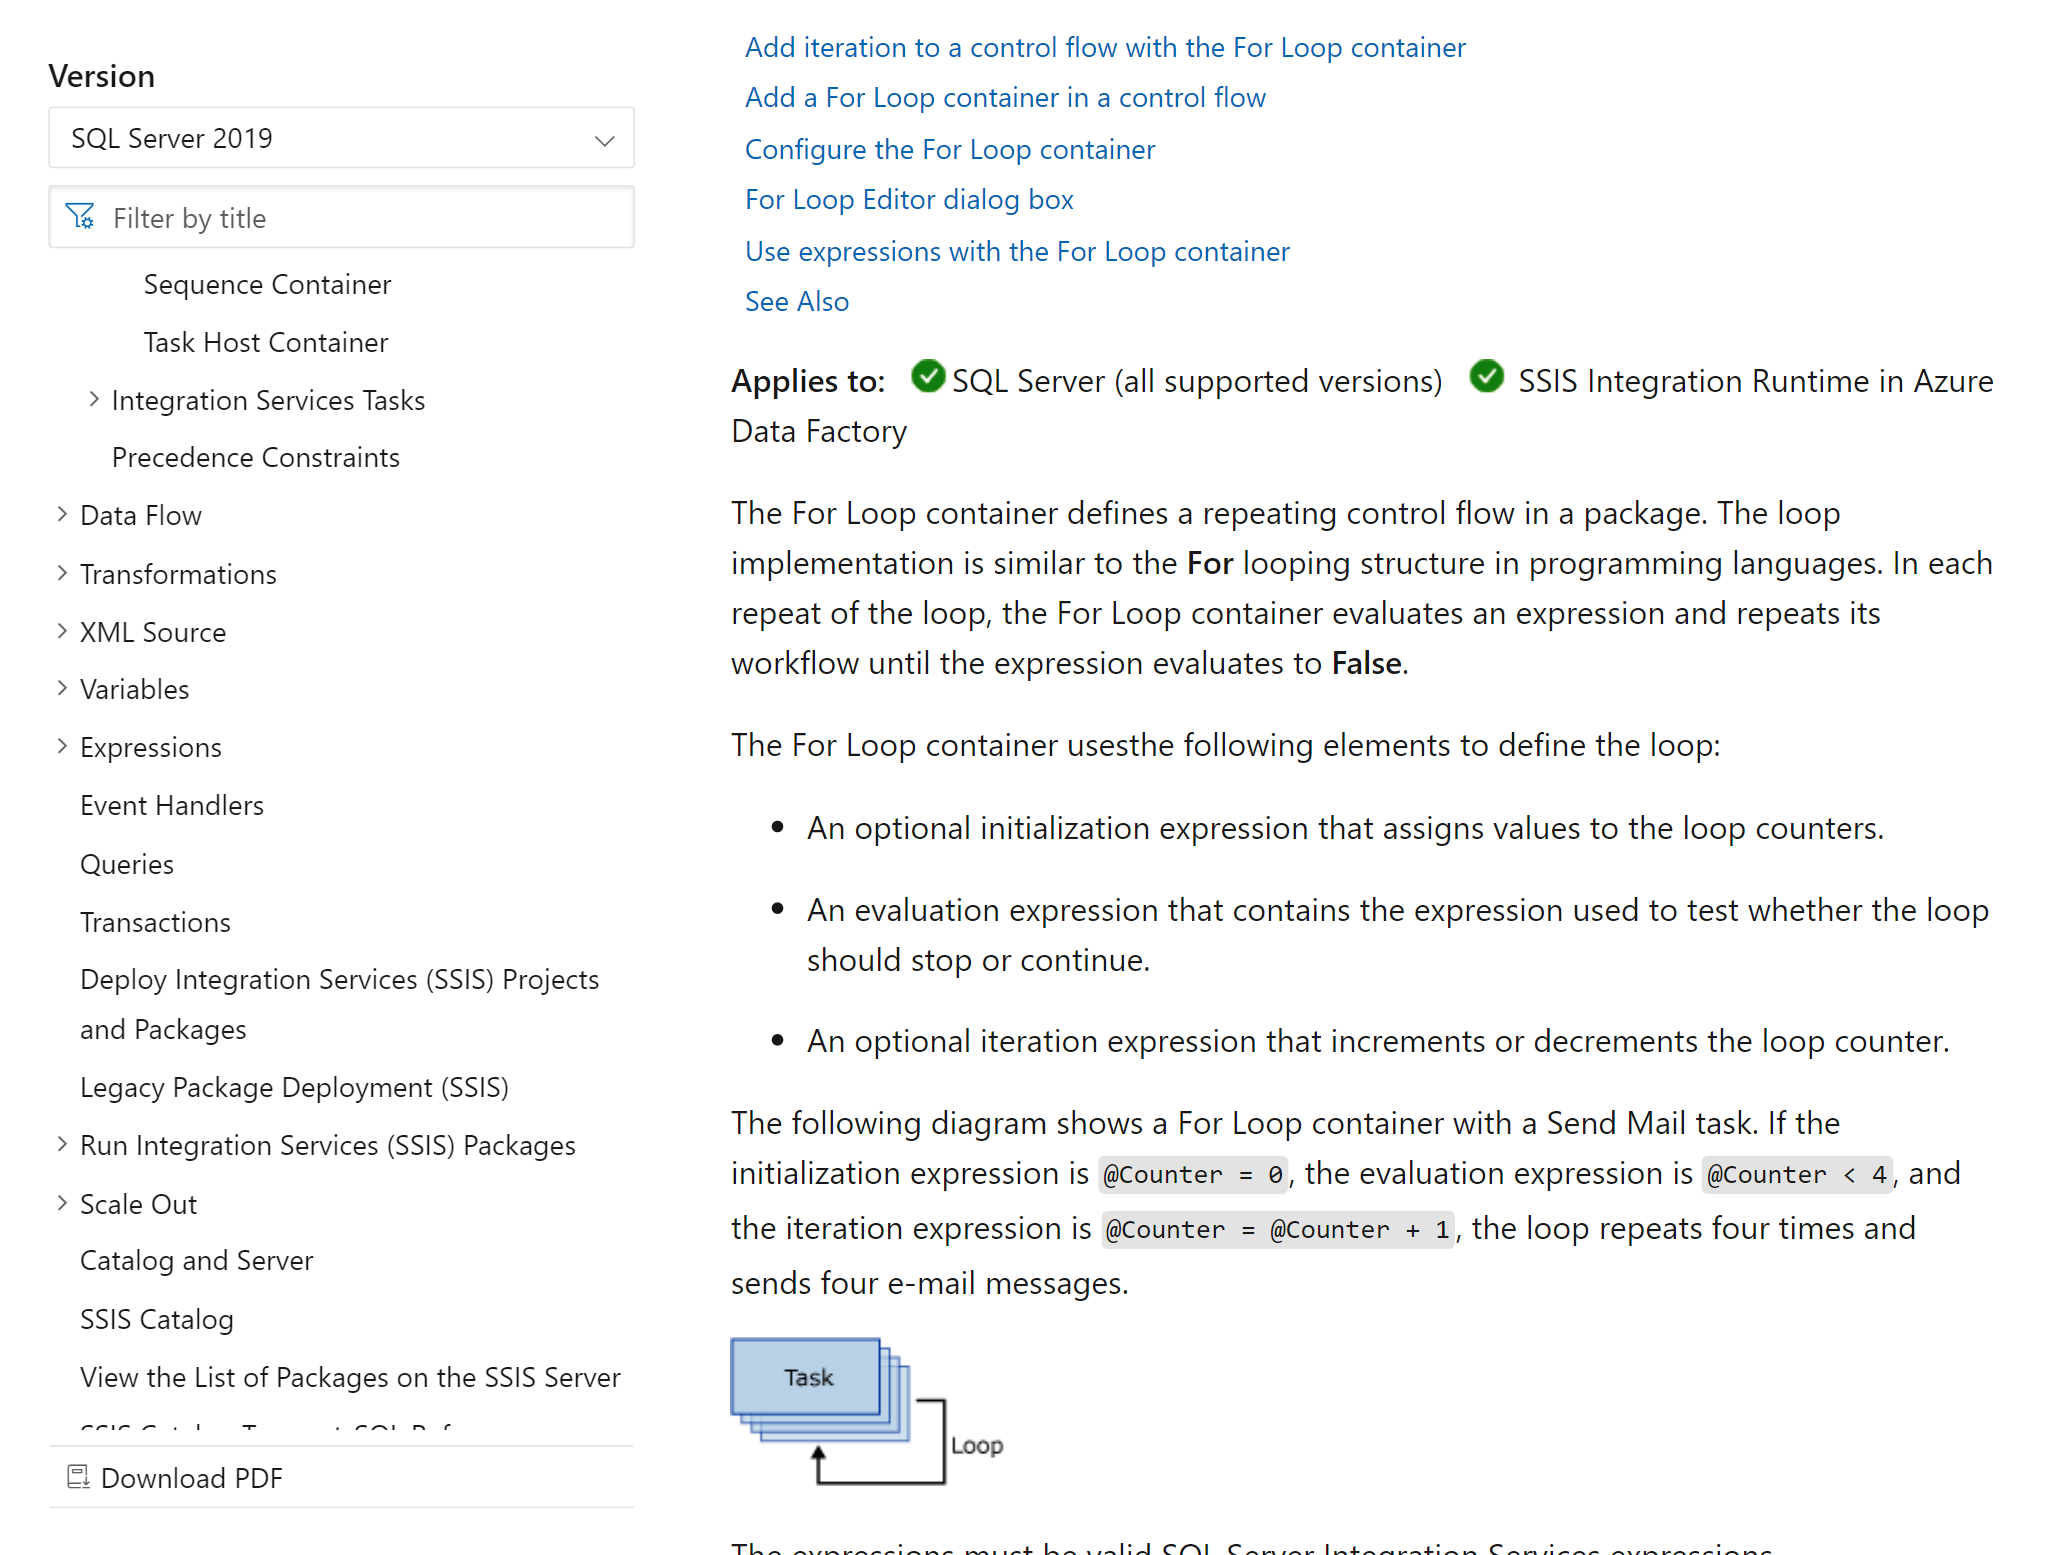 Version
SQL Server 2019
Filter by title
Sequence Container
Task Host Container
Integration Services Tasks
Precedence Constraints
Data Flow
Transformations
XML Source
Variables
Expressions
Event Handlers
Queries
Transactions
Deploy Integration Services (SSIS) Projects
and Packages
Legacy Package Deployment (SSIS)
Run Integration Services (SSIS) Packages
Scale Out
Catalog and Server
SSIS Catalog
View the List of Packages on the SSIS Server
Download PDF
Add iteration to a control flow with the For Loop container
Add a For Loop container in a control flow
Configure the For Loop container
For Loop Editor dialog box
Use expressions with the For Loop container
See Also
Applies to: SQL Server (all supported versions) SSIS Integration Runtime in Azure
Data Factory
The For Loop container defines a repeating control flow in a package. The loop
implementation is similar to the For looping structure in programming languages. In each
repeat of the loop, the For Loop container evaluates an expression and repeats its
workflow until the expression evaluates to False.
The For Loop container usesthe following elements to define the loop:
• An optional initialization expression that assigns values to the loop counters.
• An evaluation expression that contains the expression used to test whether the loop
should stop or continue.
• An optional iteration expression that increments or decrements the loop counter.
The following diagram shows a For Loop container with a Send Mail task. If the
initialization expression is @Counter = 0, the evaluation expression is @Counter < 4, and
the iteration expression is @Counter = @Counter + 1, the loop repeats four times and
sends four e-mail messages.
Task
Loop
The expressions must be valid SQL Server Integration Services expressions